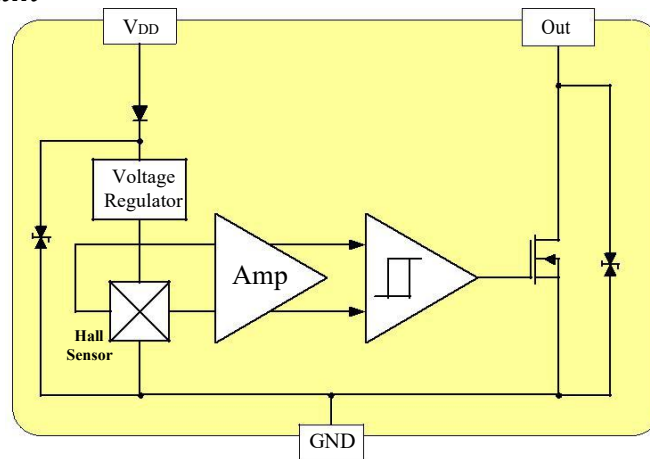 VDD
Out
Voltage
Regulator
Amp
Hall
Sensor
GND